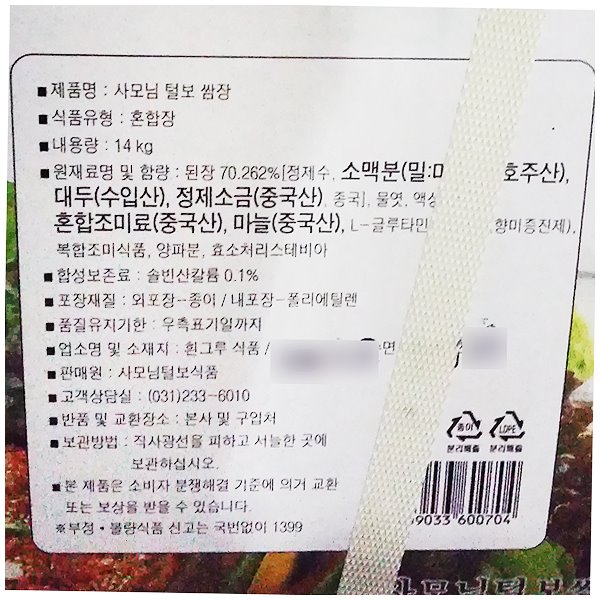 ■ 제품명 : 사모님 털보 쌈장
■ 식품유형 : 혼합장
■ 내용량 : 14 kg
■ 원재료명 및 함량 : 된장 70.262%[정제수, 소맥분(밀:미 호주산),
대두(수입산), 정제소금(중국산), 종국], 물엿, 액상
혼합조미료(중국산), 마늘(중국산), L-글루타민 향미증진제),
복합조미식품, 양파분, 효소처리스테비아
■ 합성보존료 : 솔빈산칼륨 0.1%
■ 포장재질 : 외포장-종이 / 내포장-폴리에틸렌
■ 품질유지기한 : 우측표기일까지
■ 업소명 및 소재지 : 흰그루 식품 / 면
■ 판매원 : 사모님털보식품
■ 고객상담실 : (031)233-6010
■ 반품 및 교환장소 : 본사 및 구입처
■ 보관방법 : 직사광선을 피하고 서늘한 곳에
보관하십시오.
■ 본 제품은 소비자 분쟁해결 기준에 의거 교환
또는 보상을 받을 수 있습니다.
※부정·불량식품 신고는 국번없이 1399
종이 LDPE
분리배출 분리배출
39033 600704
사모님털보쌈